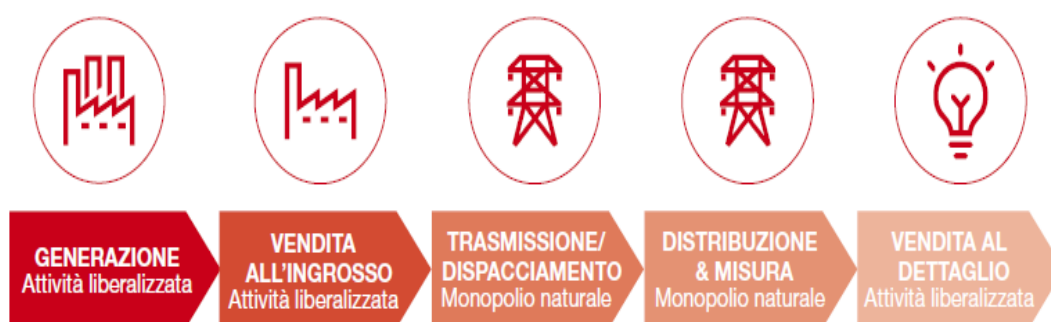 GENERAZIONE
Attività liberalizzata
VENDITA
ALL'INGROSSO
Attività liberalizzata
TRASMISSIONE/
DISPACCIAMENTO
Monopolio naturale
DISTRIBUZIONE
& MISURA
Monopolio naturale
VENDITA AL
DETTAGLIO
Attività liberalizzata